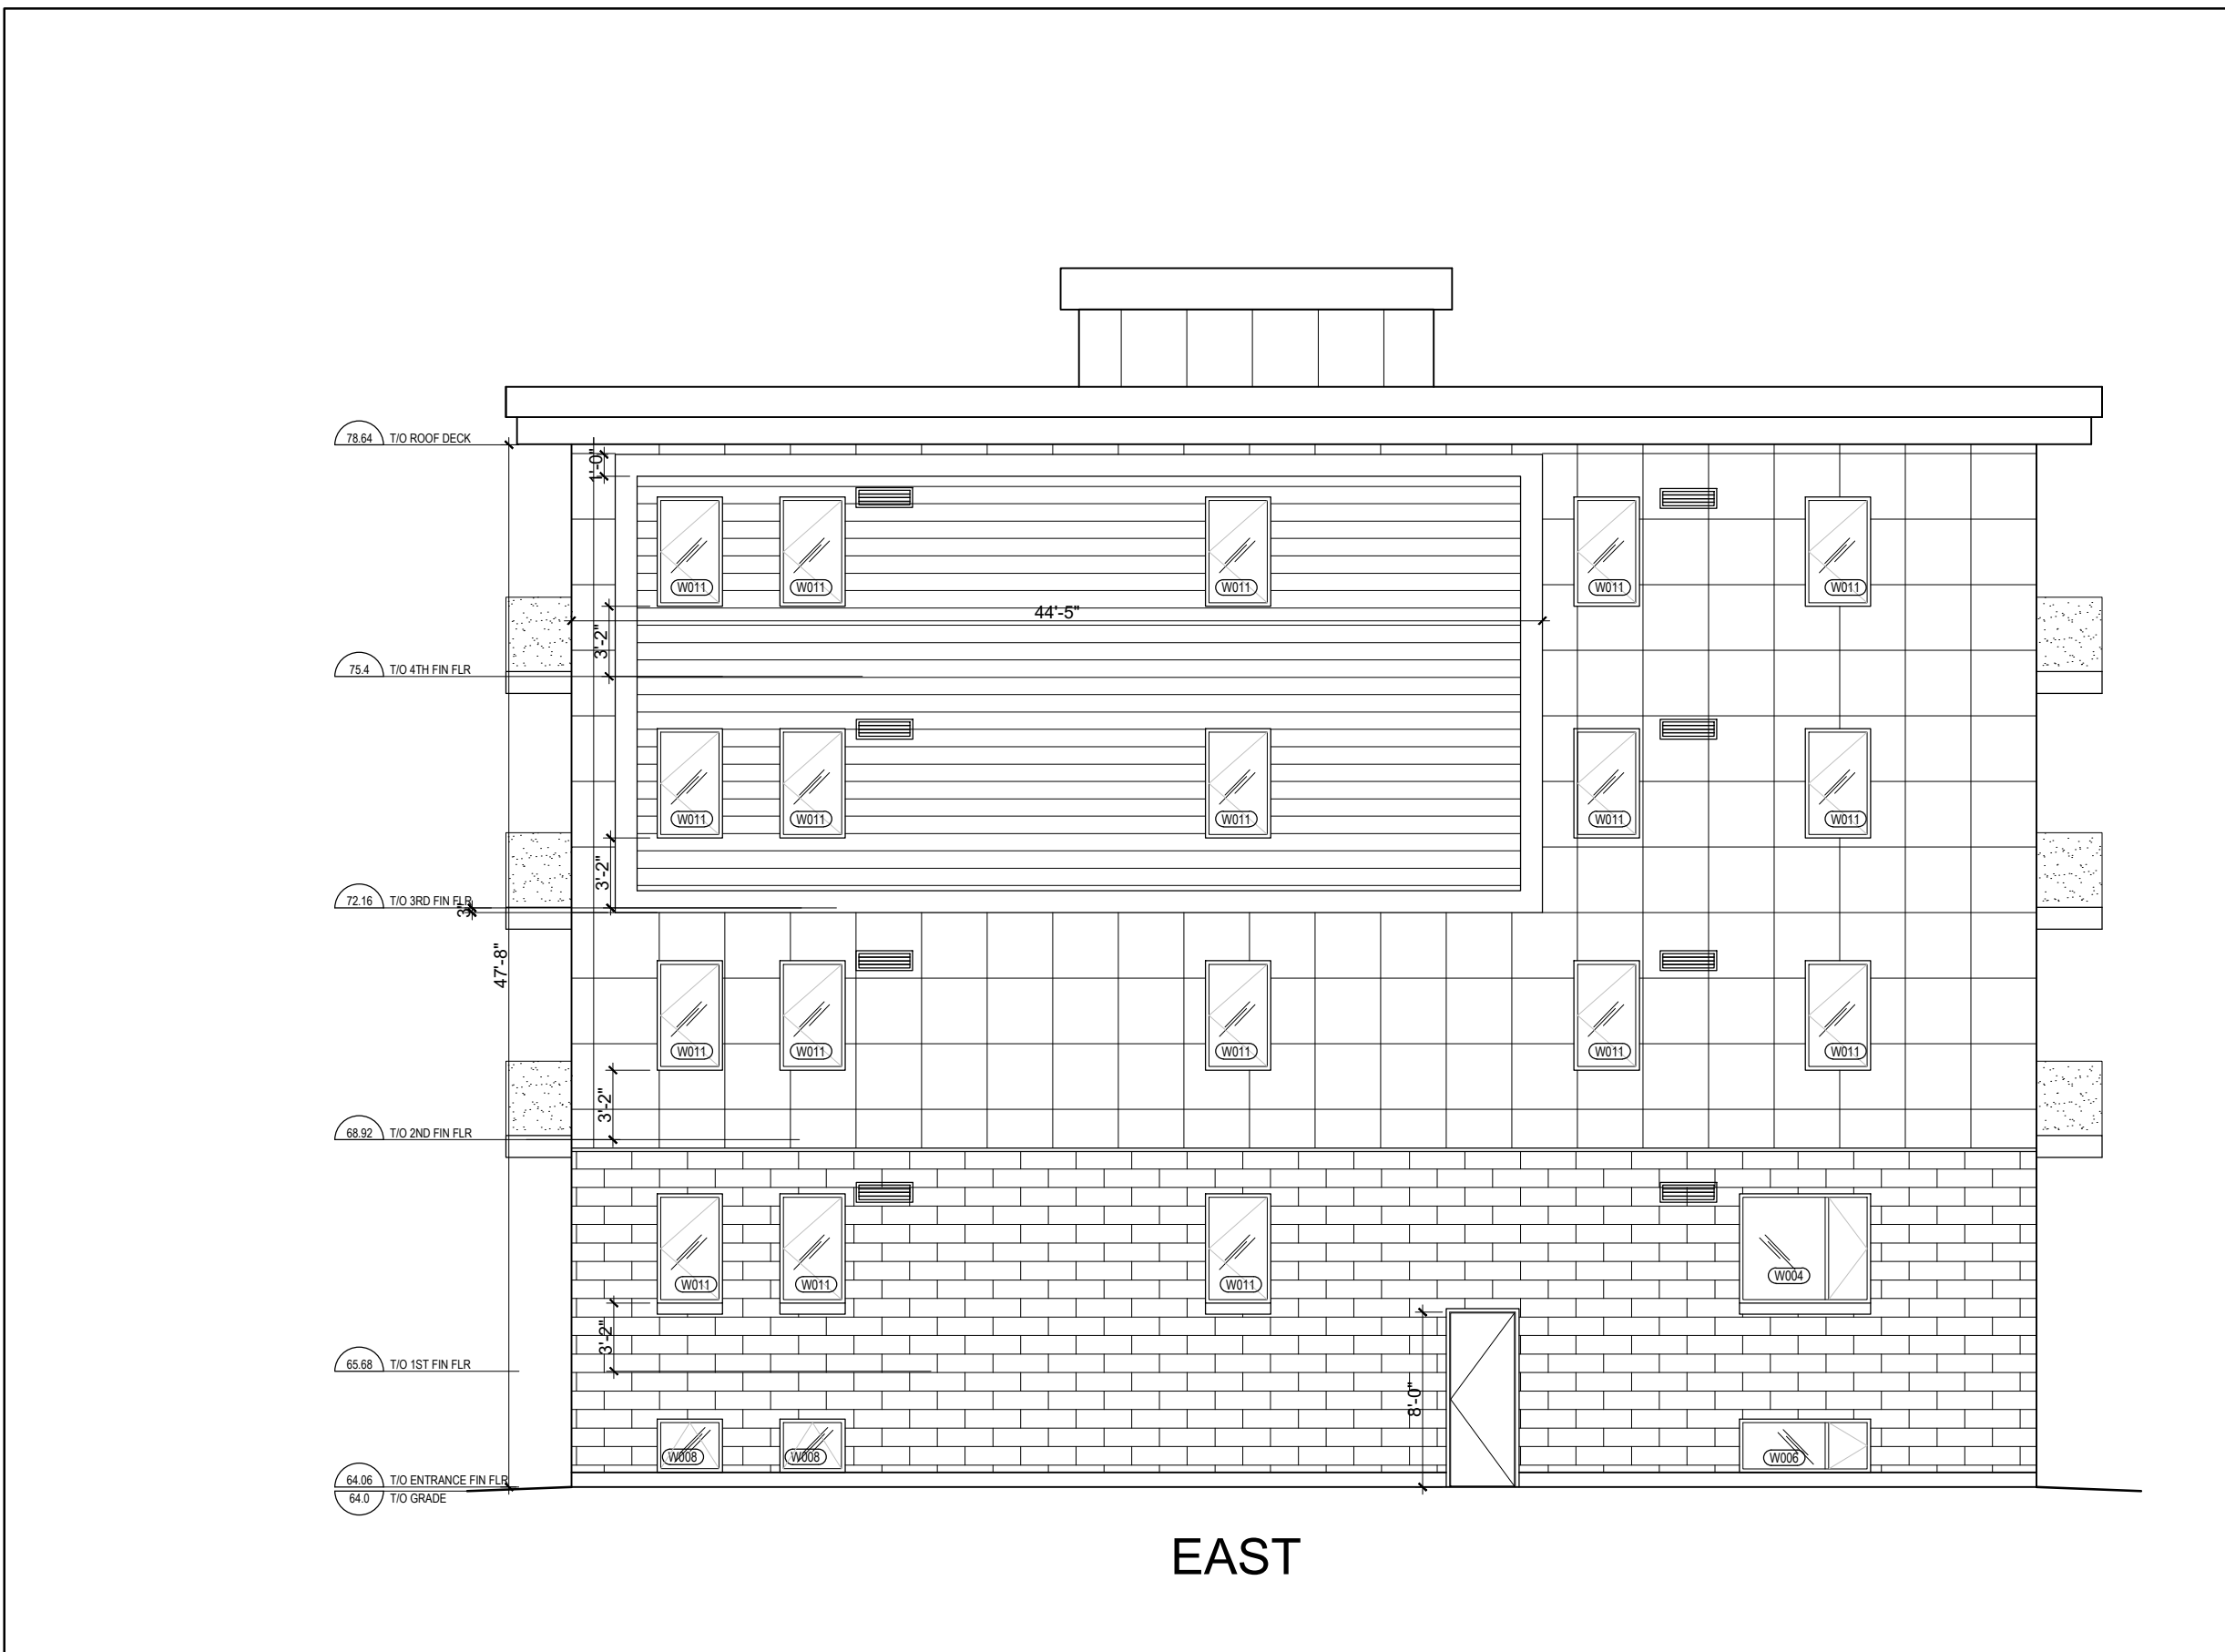 78.64 T/O ROOF DECK
1'-0"
W011 W011 W011 W011 W011
44'-5"
3'-2"
75.4 T/O 4TH FIN FLR
W011 W011 W011 W011 W011
3'-2"
72.16 T/O 3RD FIN FLR
3"
47'-8"
W011 W011 W011 W011 W011
3'-2"
68.92 T/O 2ND FIN FLR
W011 W011 W011 W004
3'-2"
65.68 T/O 1ST FIN FLR
8'-0"
W008 W008 W006
64.06 T/O ENTRANCE FIN FLR
64.0 T/O GRADE
EAST